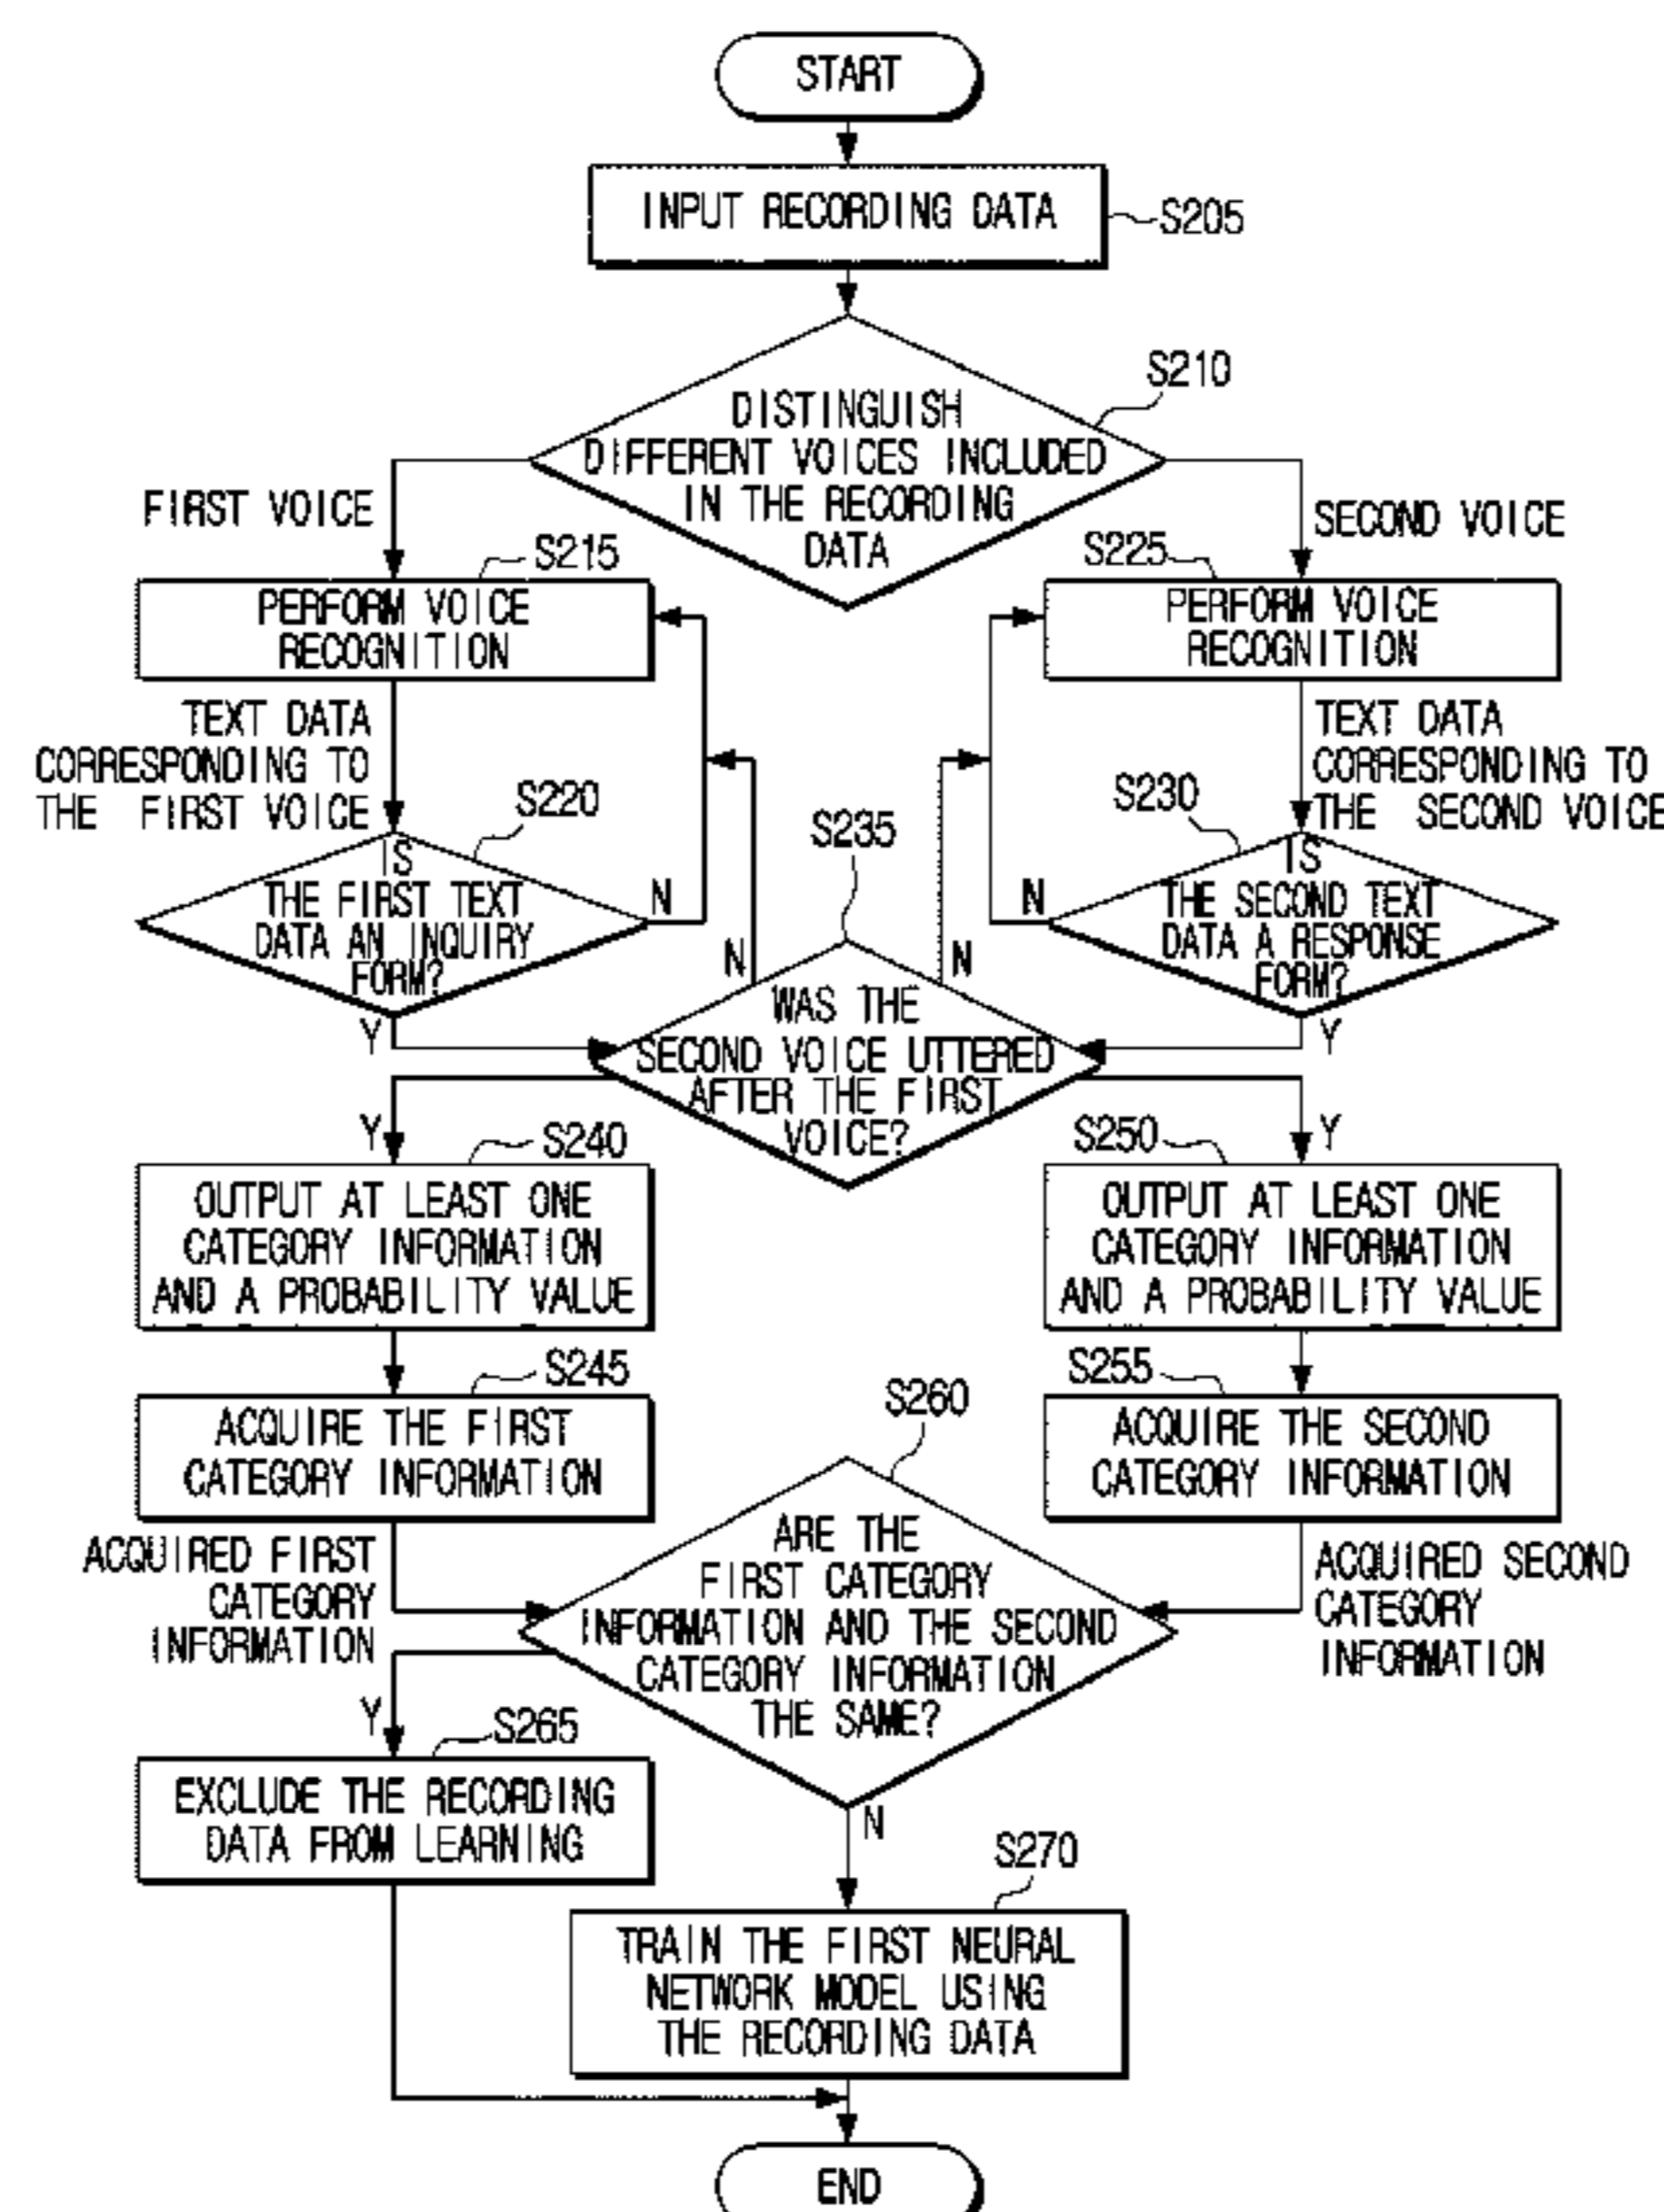 START
INPUT RECORDING DATA
S205
S210
DISTINGUISH
DIFFERENT VOICES INCLUDED
IN THE RECORDING
DATA
FIRST VOICE
SECOND VOICE
S215
PERFORM VOICE
RECOGNITION
S225
PERFORM VOICE
RECOGNITION
TEXT DATA
CORRESPONDING TO
THE FIRST VOICE
TEXT DATA
CORRESPONDING TO
THE SECOND VOICE
S220
IS
THE FIRST TEXT
DATA AN INQUIRY
FORM?
N
Y
S230
IS
THE SECOND TEXT
DATA A RESPONSE
FORM?
N
Y
S235
N
N
WAS THE
SECOND VOICE UTTERED
AFTER THE FIRST
VOICE?
Y
Y
S240
OUTPUT AT LEAST ONE
CATEGORY INFORMATION
AND A PROBABILITY VALUE
S250
OUTPUT AT LEAST ONE
CATEGORY INFORMATION
AND A PROBABILITY VALUE
S245
ACQUIRE THE FIRST
CATEGORY INFORMATION
S255
ACQUIRE THE SECOND
CATEGORY INFORMATION
ACQUIRED FIRST
CATEGORY
INFORMATION
ACQUIRED SECOND
CATEGORY
INFORMATION
S260
ARE THE
FIRST CATEGORY
INFORMATION AND THE SECOND
CATEGORY INFORMATION
THE SAME?
Y
N
S265
EXCLUDE THE RECORDING
DATA FROM LEARNING
S270
TRAIN THE FIRST NEURAL
NETWORK MODEL USING
THE RECORDING DATA
END